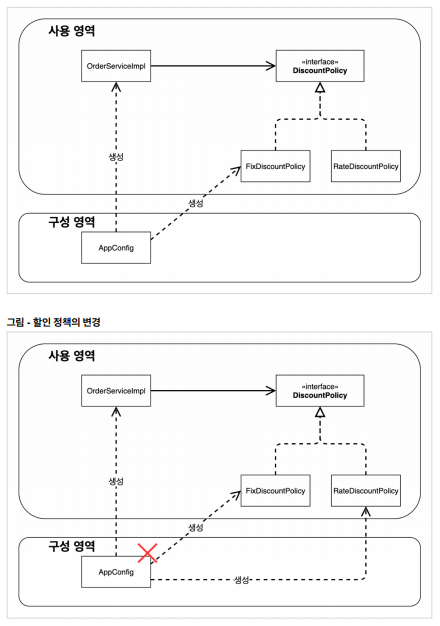 사용 영역
OrderServiceImpl
«interface»
DiscountPolicy
생성
FixDiscountPolicy
RateDiscountPolicy
생성
구성 영역
AppConfig
그림 - 할인 정책의 변경
사용 영역
OrderServiceImpl
«interface»
DiscountPolicy
생성
FixDiscountPolicy
RateDiscountPolicy
생성
구성 영역
AppConfig
생성